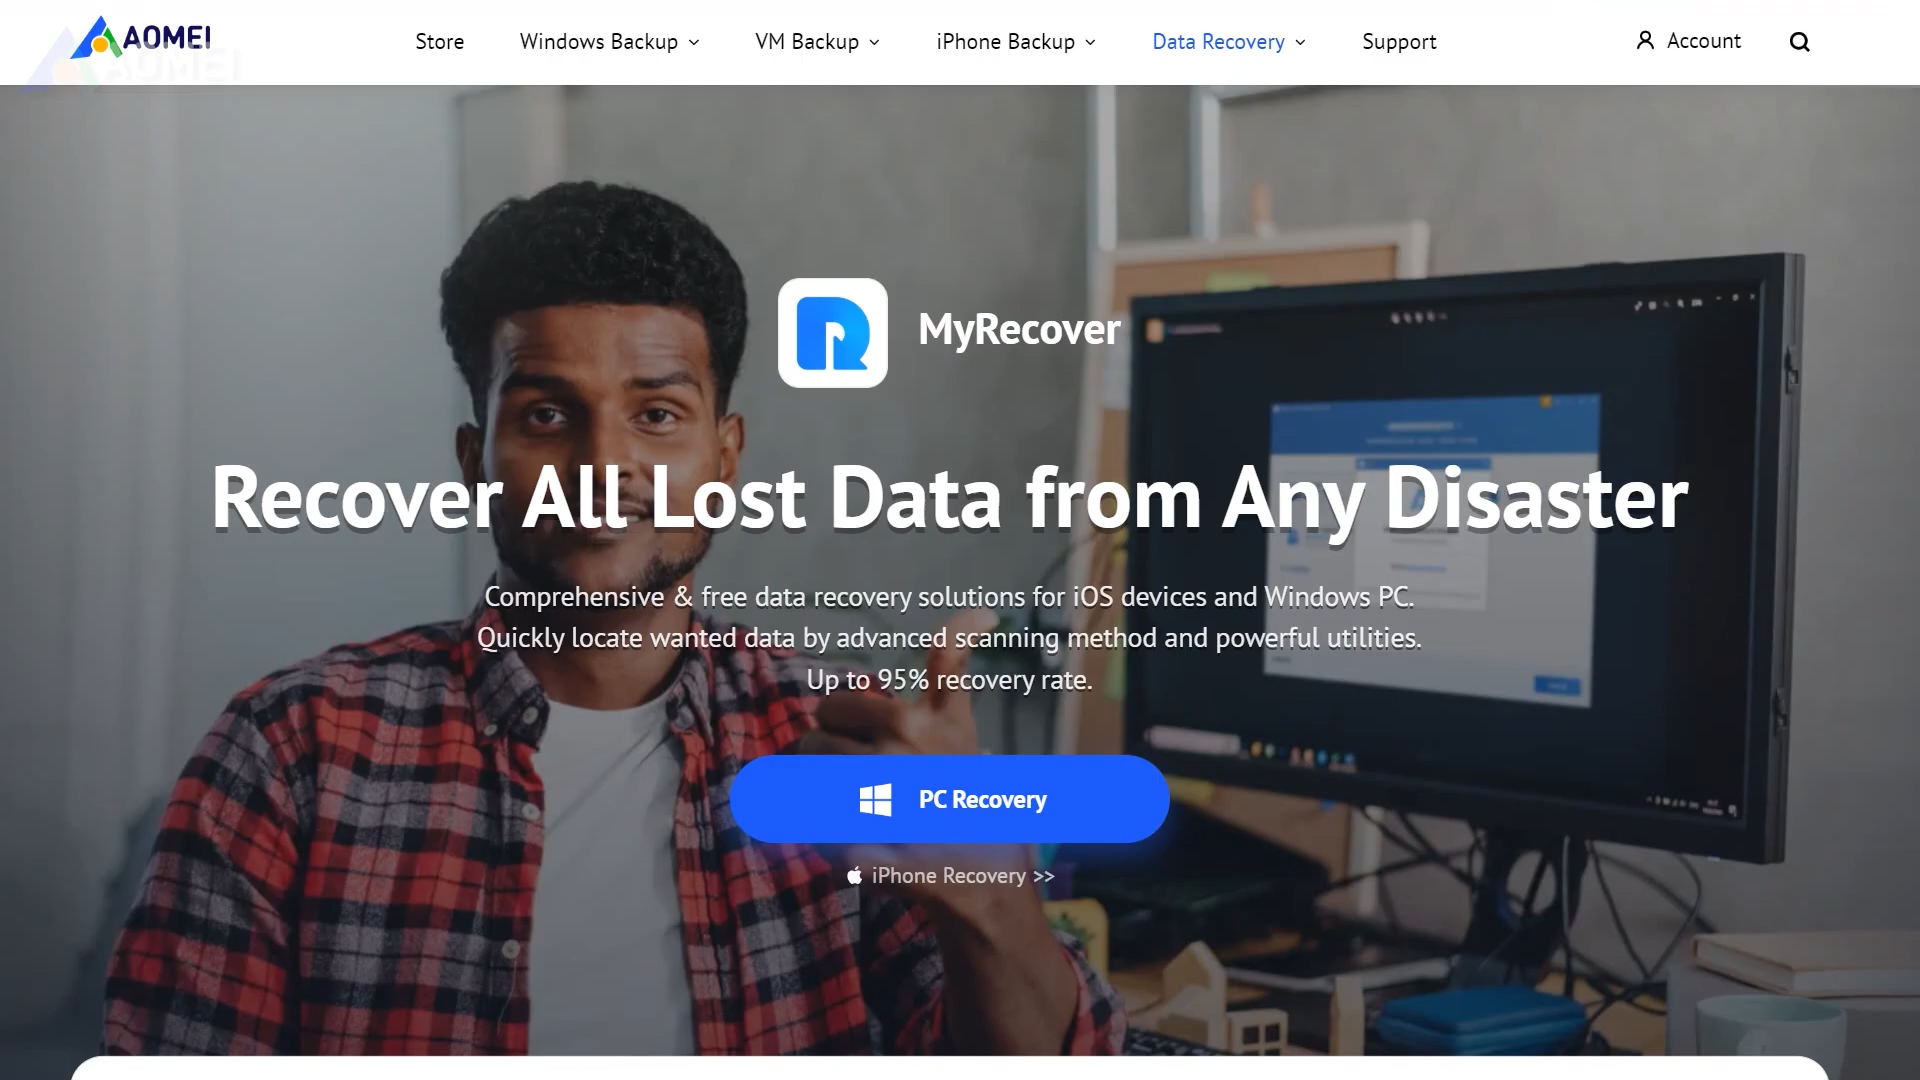 AOMEI
Store
Windows Backup
VM Backup
iPhone Backup
Data Recovery
Support
Account
AOMEI
MyRecover
Recover All Lost Data from Any Disaster
Comprehensive & free data recovery solutions for iOS devices and Windows PC.
Quickly locate wanted data by advanced scanning method and powerful utilities.
Up to 95% recovery rate.
PC Recovery
iPhone Recovery >>